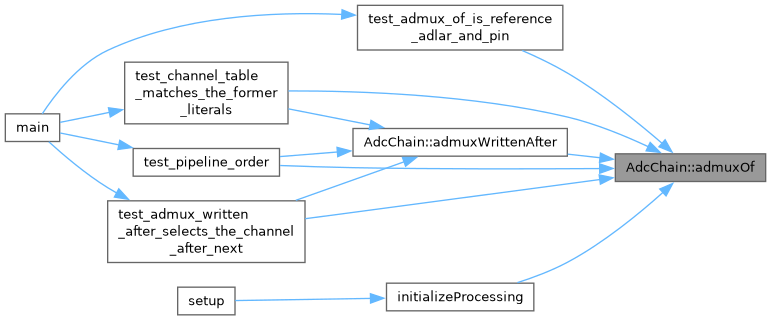 test_admux_of_is_reference
_adlar_and_pin
test_channel_table
_matches_the_former
_literals
main
AdcChain::admuxWrittenAfter
test_pipeline_order
AdcChain::admuxOf
test_admux_written
_after_selects_the_channel
_after_next
setup
initializeProcessing